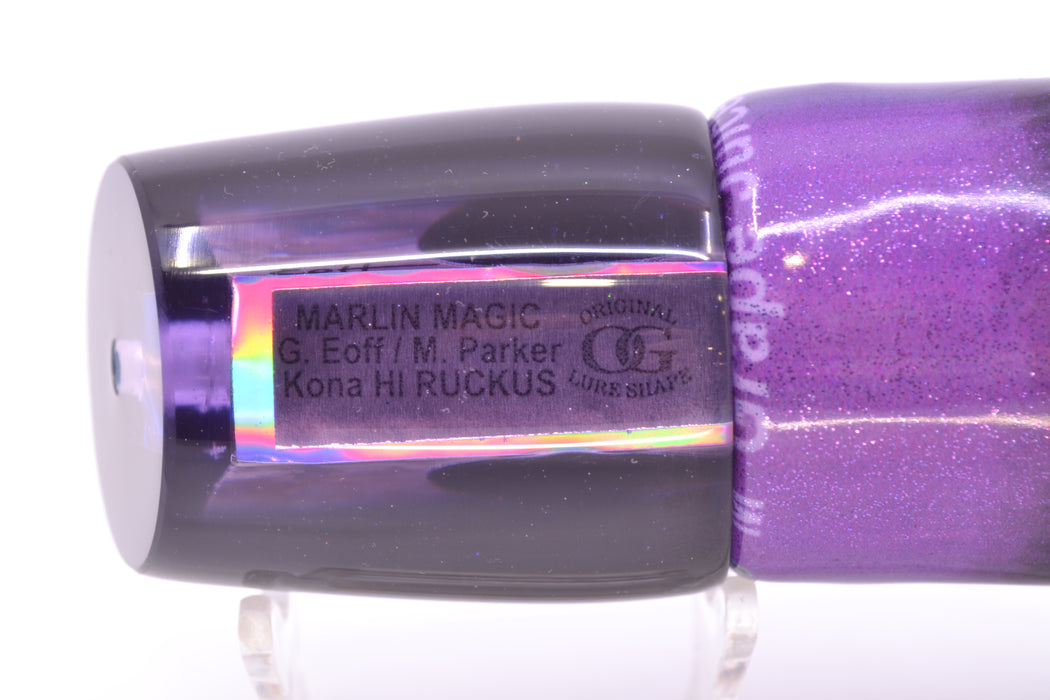 MARLIN MAGIC
G. Eoff / M. Parker
Kona HI RUCKUS
ORIGINAL
OG
LURE SHAPE